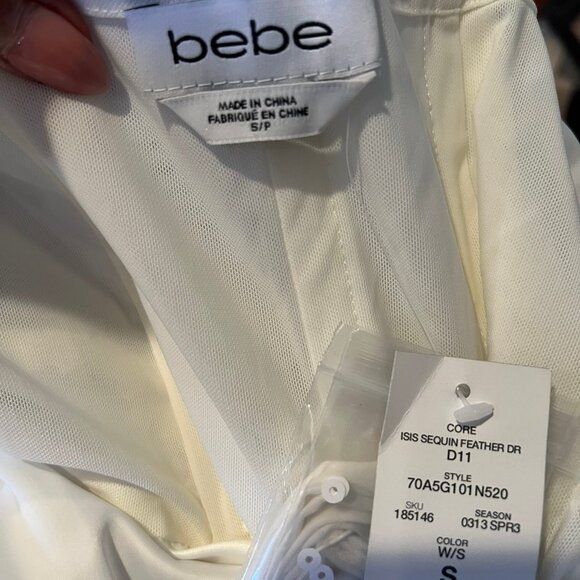 bebe
MADE IN CHINA
FABRIQUÉ EN CHINE
S/P
CORE
ISIS SEQUIN FEATHER DR
D11
STYLE
70A5G101N520
SKU SEASON
185146 0313 SPR3
COLOR
W/S
S